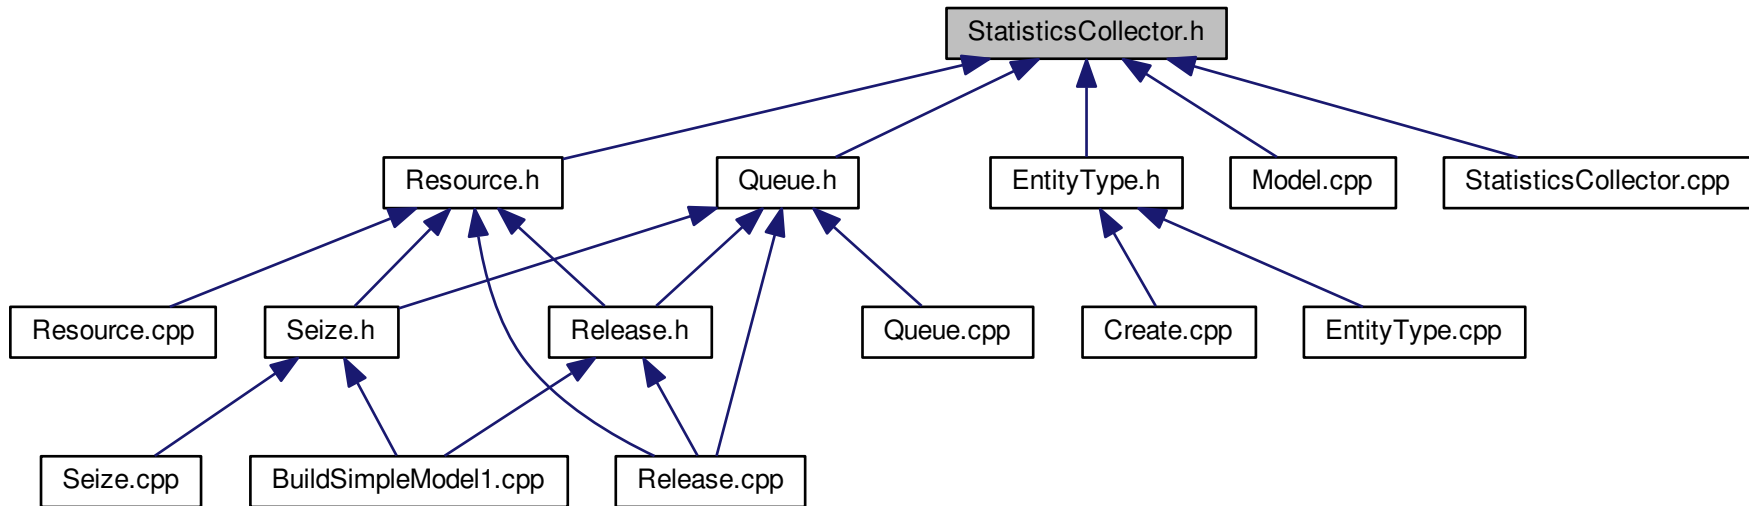 StatisticsCollector.h
Resource.h
Queue.h
EntityType.h
Model.cpp
StatisticsCollector.cpp
Resource.cpp
Seize.h
Release.h
Queue.cpp
Create.cpp
EntityType.cpp
Seize.cpp
BuildSimpleModel1.cpp
Release.cpp